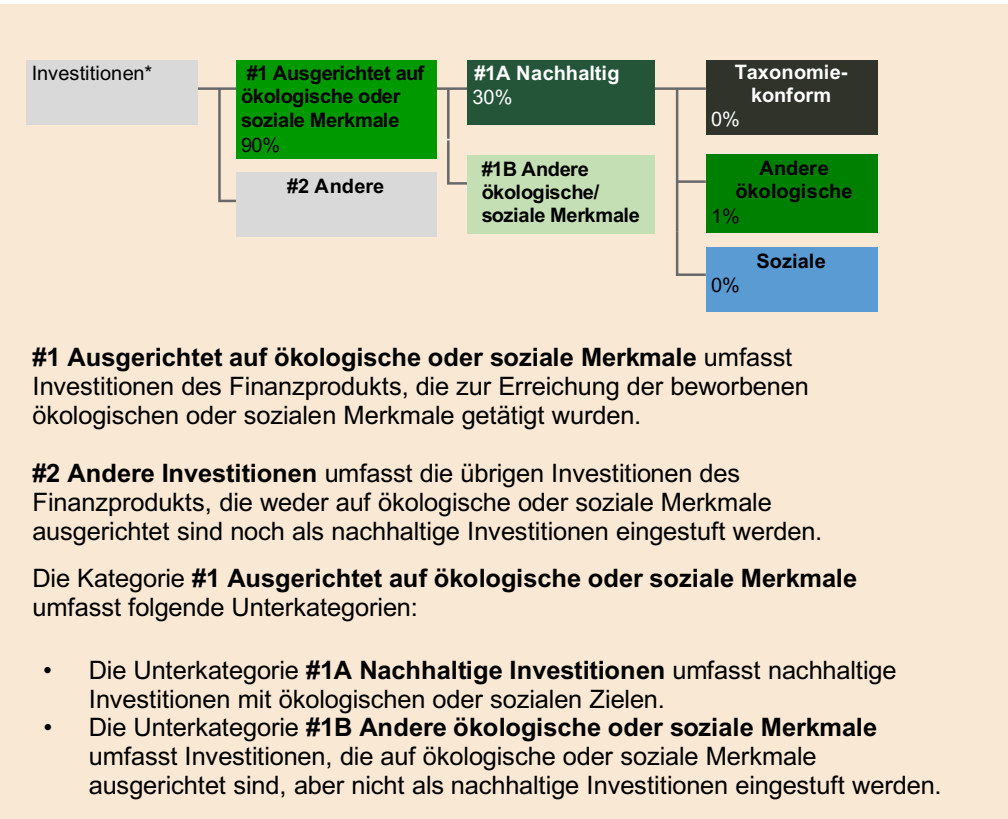 Investitionen*
#1 Ausgerichtet auf
ökologische oder
soziale Merkmale
90%
#2 Andere
#1A Nachhaltig
30%
#1B Andere
ökologische/
soziale Merkmale
Taxonomie-
konform
0%
Andere
ökologische
1%
Soziale
0%
#1 Ausgerichtet auf ökologische oder soziale Merkmale umfasst
Investitionen des Finanzprodukts, die zur Erreichung der beworbenen
ökologischen oder sozialen Merkmale getätigt wurden.
#2 Andere Investitionen umfasst die übrigen Investitionen des
Finanzprodukts, die weder auf ökologische oder soziale Merkmale
ausgerichtet sind noch als nachhaltige Investitionen eingestuft werden.
Die Kategorie #1 Ausgerichtet auf ökologische oder soziale Merkmale
umfasst folgende Unterkategorien:
• Die Unterkategorie #1A Nachhaltige Investitionen umfasst nachhaltige
Investitionen mit ökologischen oder sozialen Zielen.
• Die Unterkategorie #1B Andere ökologische oder soziale Merkmale
umfasst Investitionen, die auf ökologische oder soziale Merkmale
ausgerichtet sind, aber nicht als nachhaltige Investitionen eingestuft werden.